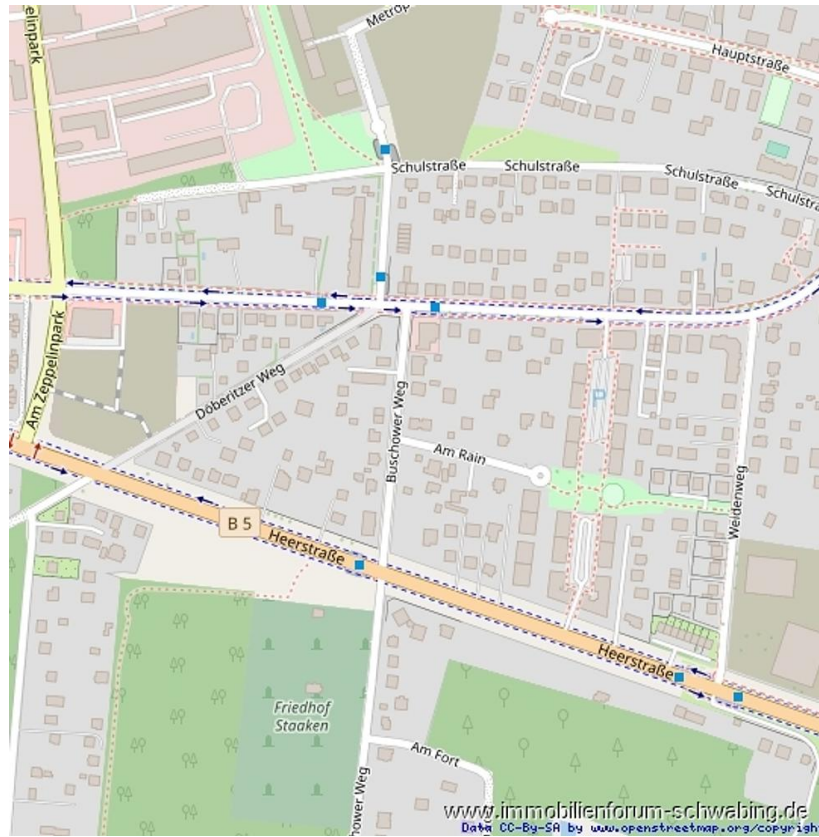 elinpark
Metrop
Hauptstraße
Schulstraße
Schulstraße
Schulstraße
Schulstra
Am Zeppelinpark
Döberitzer Weg
Buschower Weg
Am Rain
P
Weidenweg
B 5
Heerstraße
Heerstraße
Friedhof
Staaken
Am Fort
hower Weg
www.immobilienforum-schwabing.de
Data CC-By-SA by www.openstreetmap.org/copyrigh